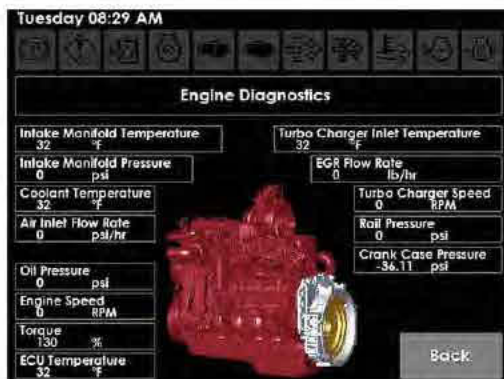 Tuesday 08:29 AM
Engine Diagnostics
Intake Manifold Temperature
32 °F
Intake Manifold Pressure
0 psi
Coolant Temperature
32 °F
Air Inlet Flow Rate
0 psi/hr
Oil Pressure
0 psi
Engine Speed
0 RPM
Torque
130 %
ECU Temperature
32 °F
Turbo Charger Inlet Temperature
32 °F
EGR Flow Rate
0 lb/hr
Turbo Charger Speed
0 RPM
Rail Pressure
0 psi
Crank Case Pressure
-36.11 psi
Back